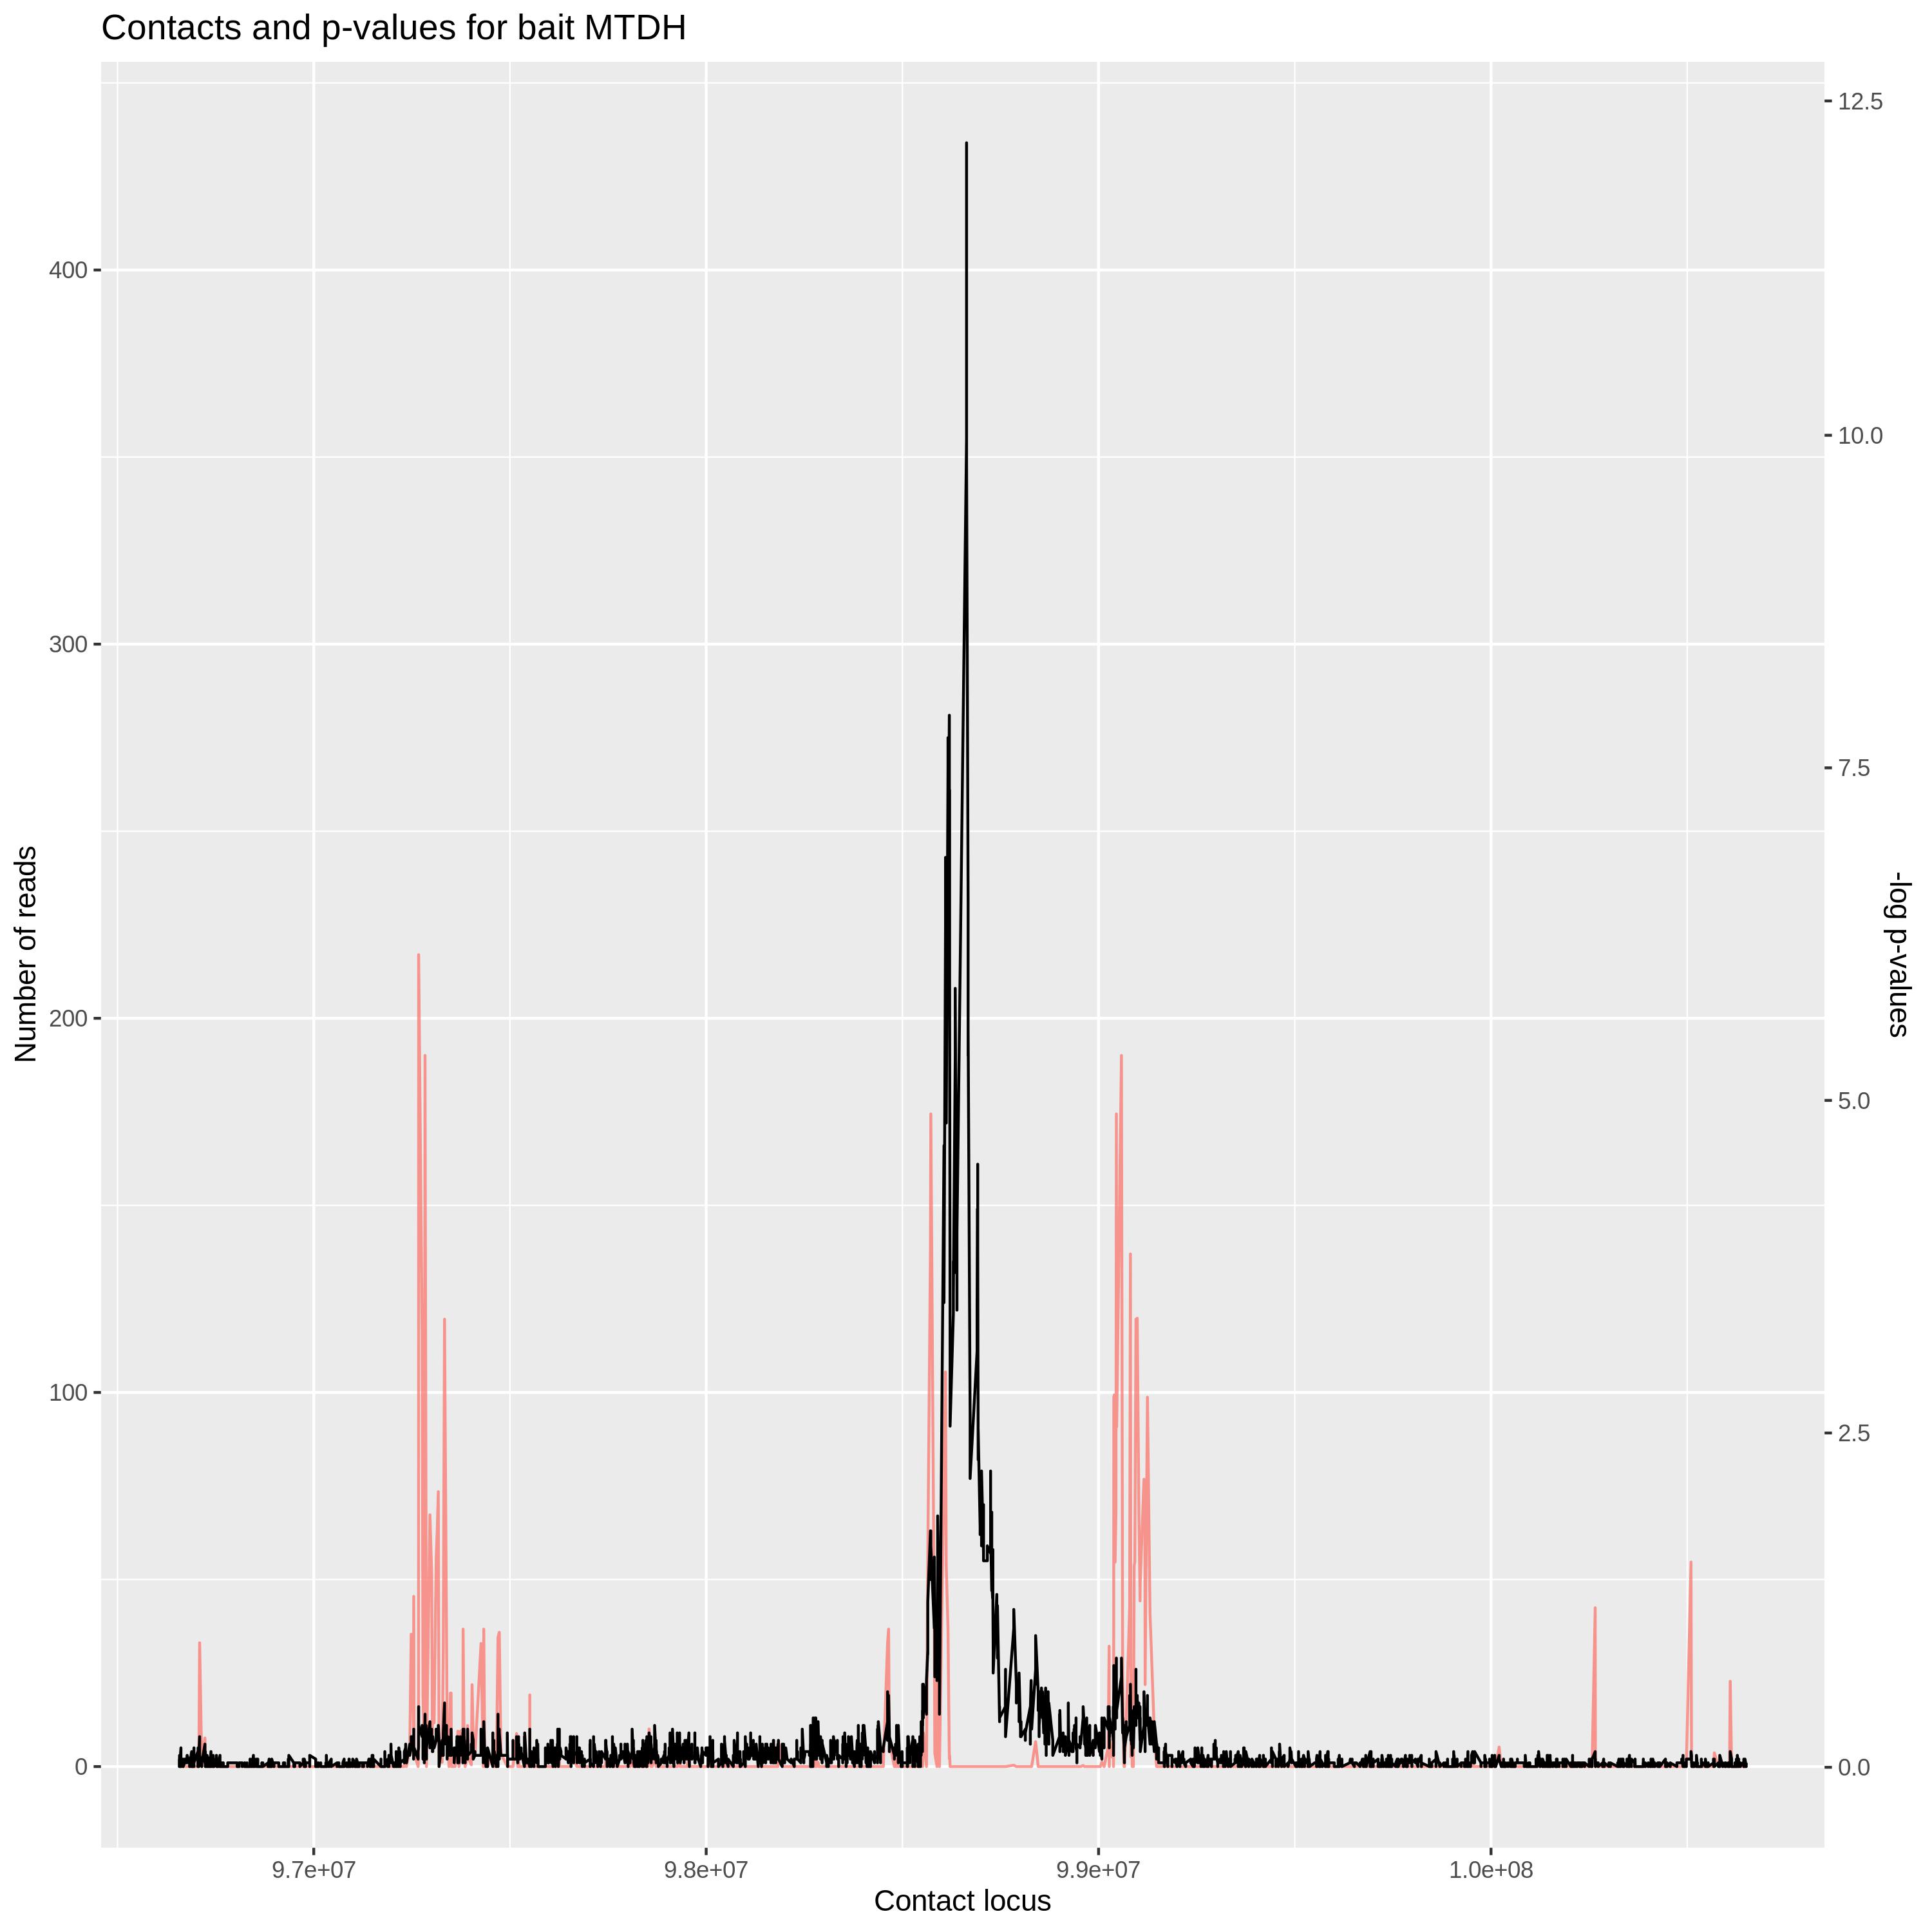 Contacts and p-values for bait MTDH
12.5
400
10.0
300
7.5
Number of reads
-log p-values
200
5.0
100
2.5
0
0.0
9.7e+07
9.8e+07
9.9e+07
1.0e+08
Contact locus